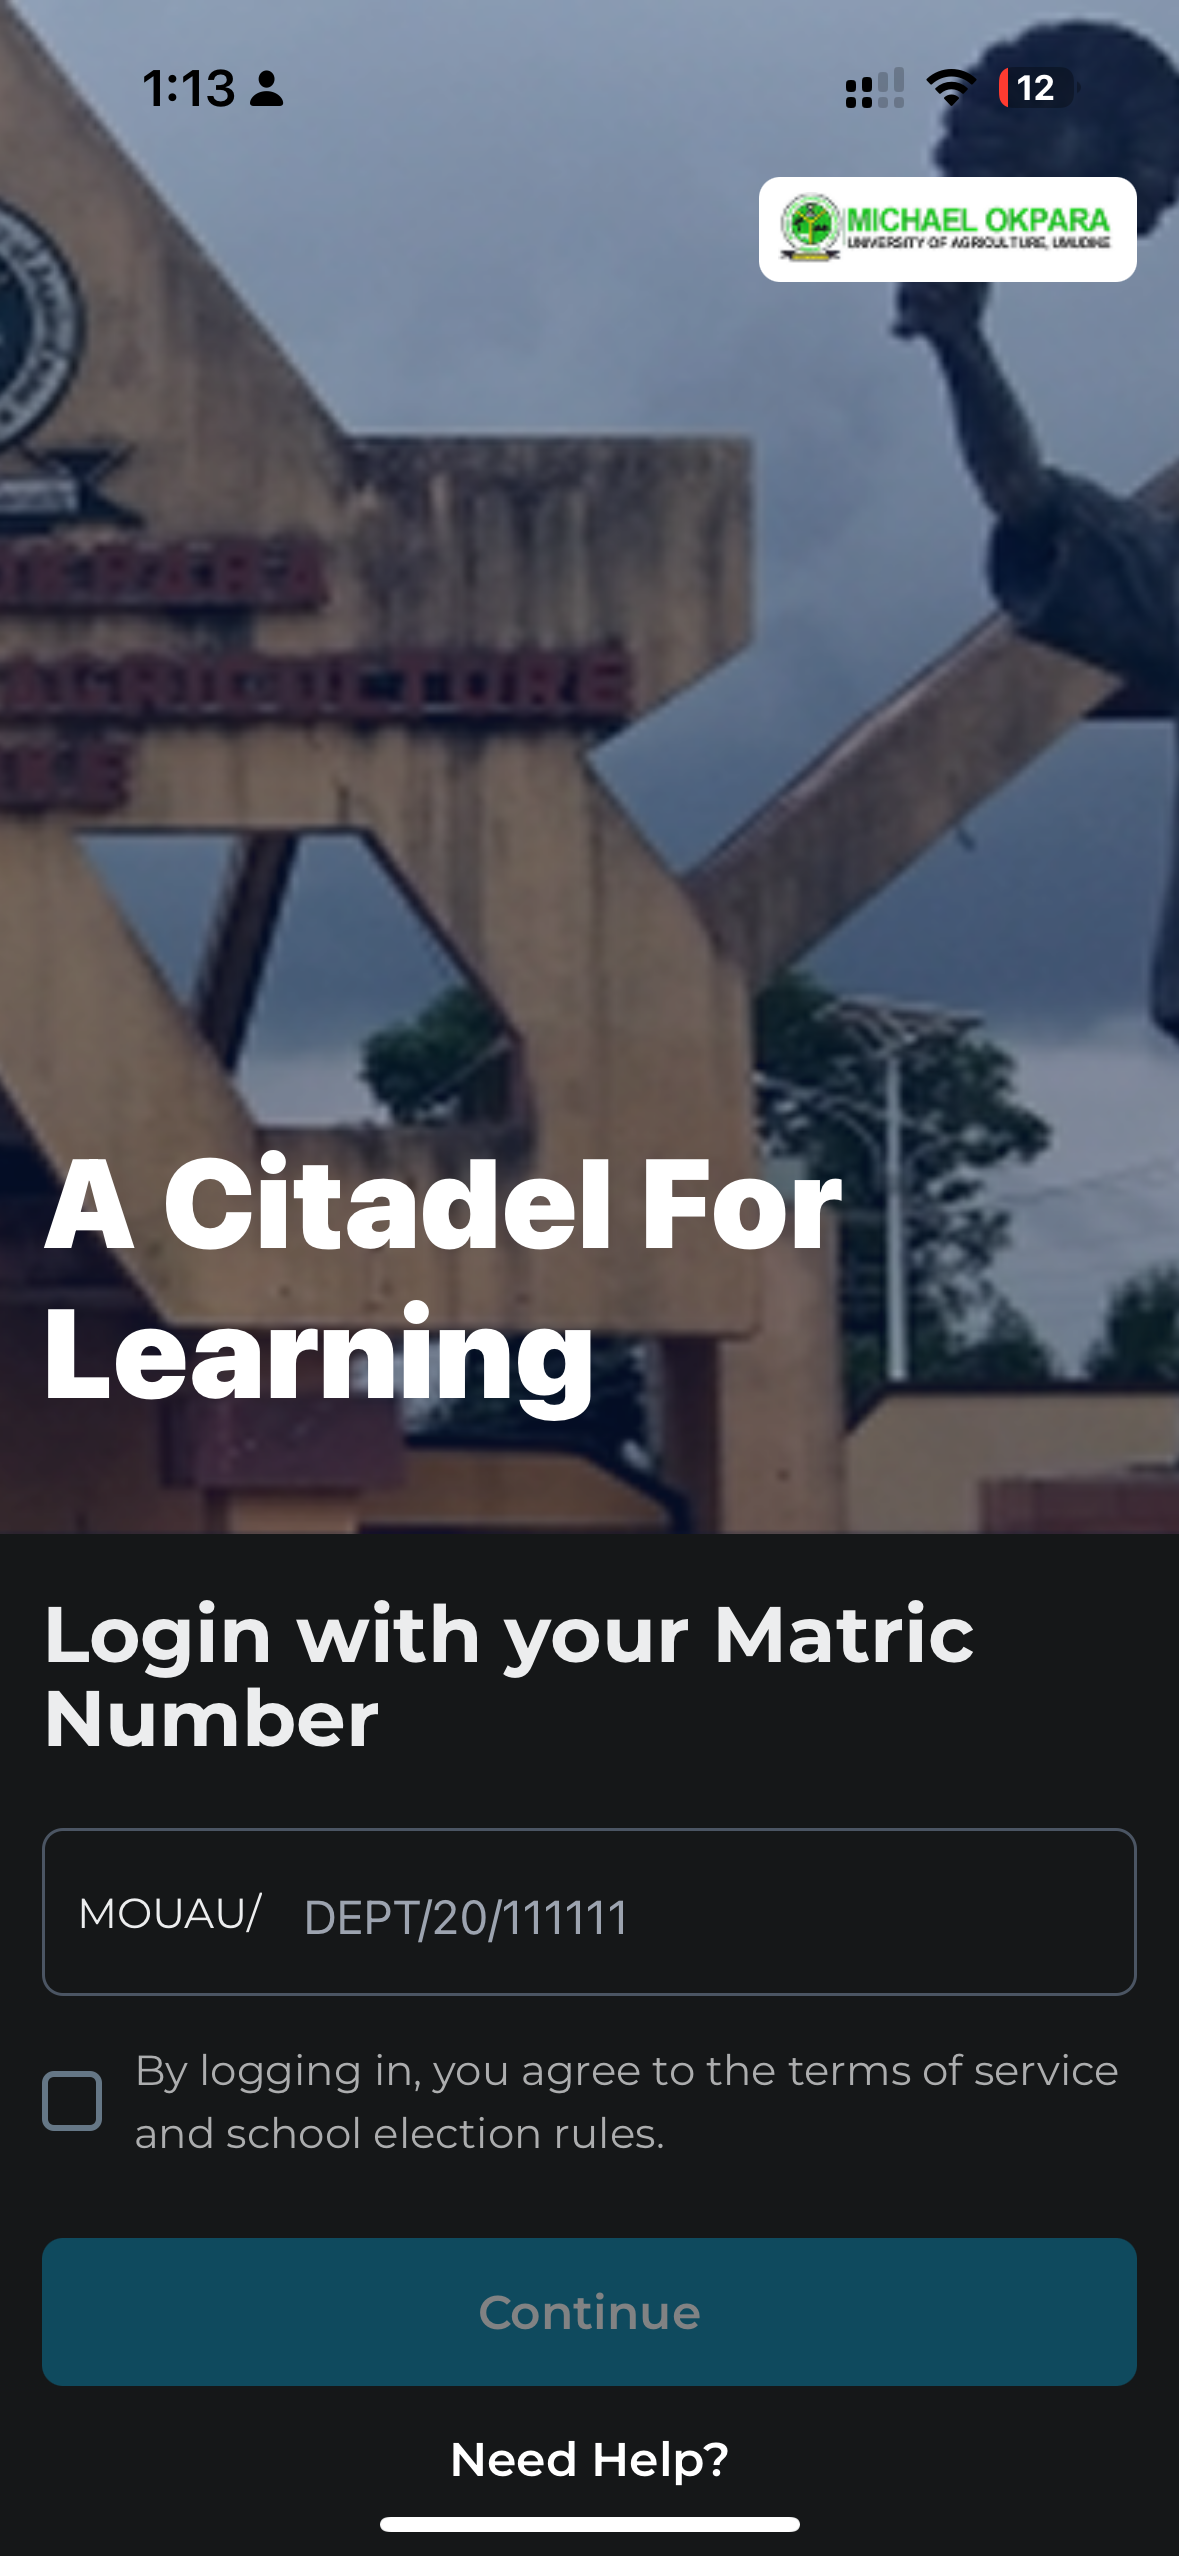 1:13
12
MICHAEL OKPARA
UNIVERSITY OF AGRICULTURE, UMUDIKE
AGRICULTURE
A Citadel For
Learning
Login with your Matric
Number
MOUAU/ DEPT/20/111111
By logging in, you agree to the terms of service
and school election rules.
Continue
Need Help?